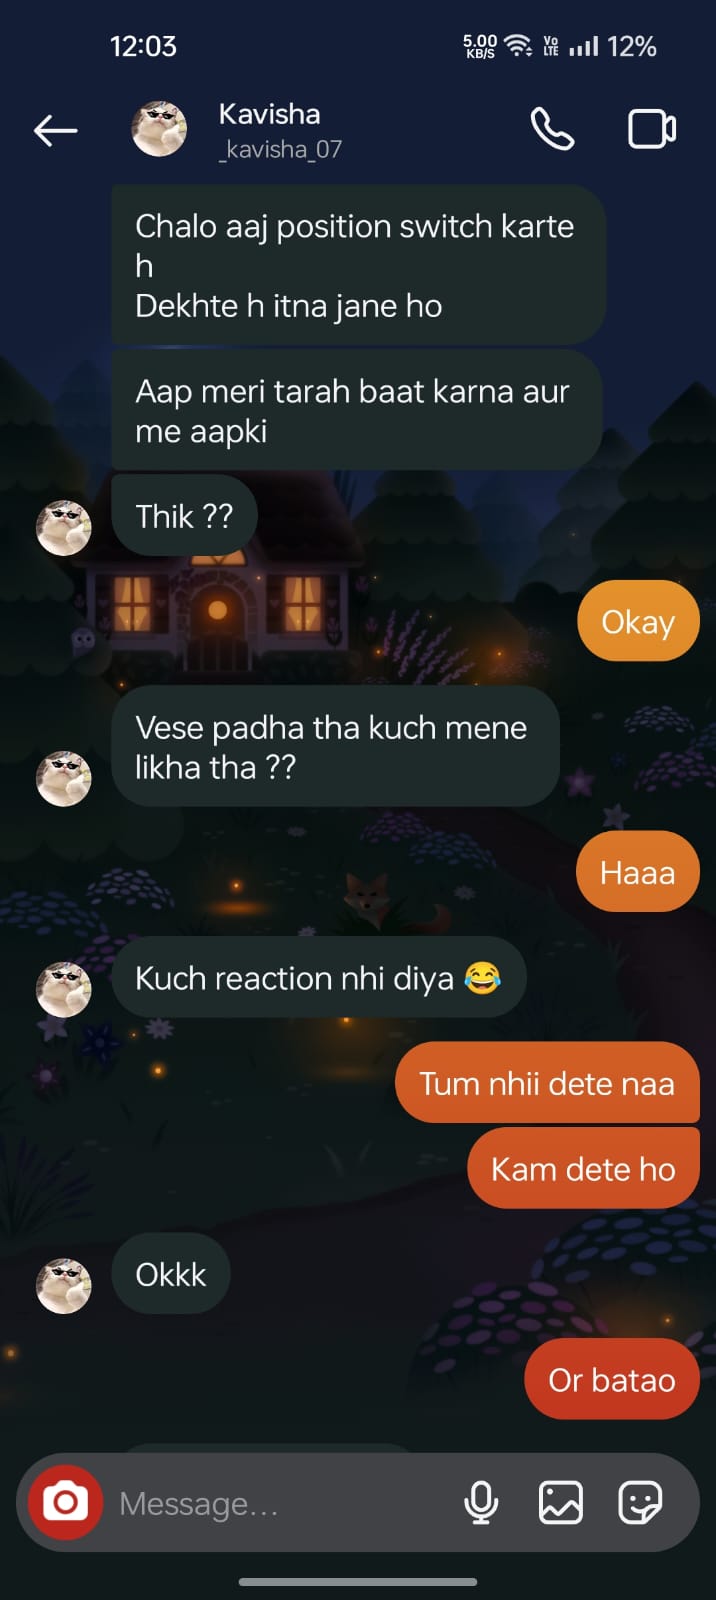 12:03
5.00
KB/S
Vo
LTE
12%
Kavisha
_kavisha_07
Chalo aaj position switch karte
h
Dekhte h itna jane ho
Aap meri tarah baat karna aur
me aapki
Thik ??
Okay
Vese padha tha kuch mene
likha tha ??
Haaa
Kuch reaction nhi diya 😂
Tum nhii dete naa
Kam dete ho
Okkk
Or batao
Message...